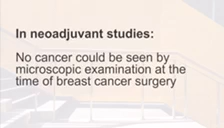 In neoadjuvant studies:
No cancer could be seen by
microscopic examination at the
time of breast cancer surgery